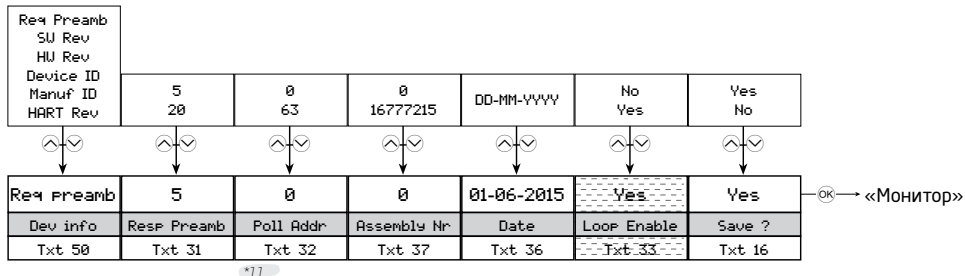 Req Preamb
SW Rev
HW Rev
Device ID
Manuf ID
HART Rev
5
20
0
63
0
16777215
DD-MM-YYYY
No
Yes
Yes
No
Req preamb 5 0 0 01-06-2015 Yes Yes OK «Монитор»
Dev info Resp Preamb Poll Addr Assembly Nr Date Loop Enable Save ?
Txt 50 Txt 31 Txt 32 Txt 37 Txt 36 Txt 33 Txt 16
*11